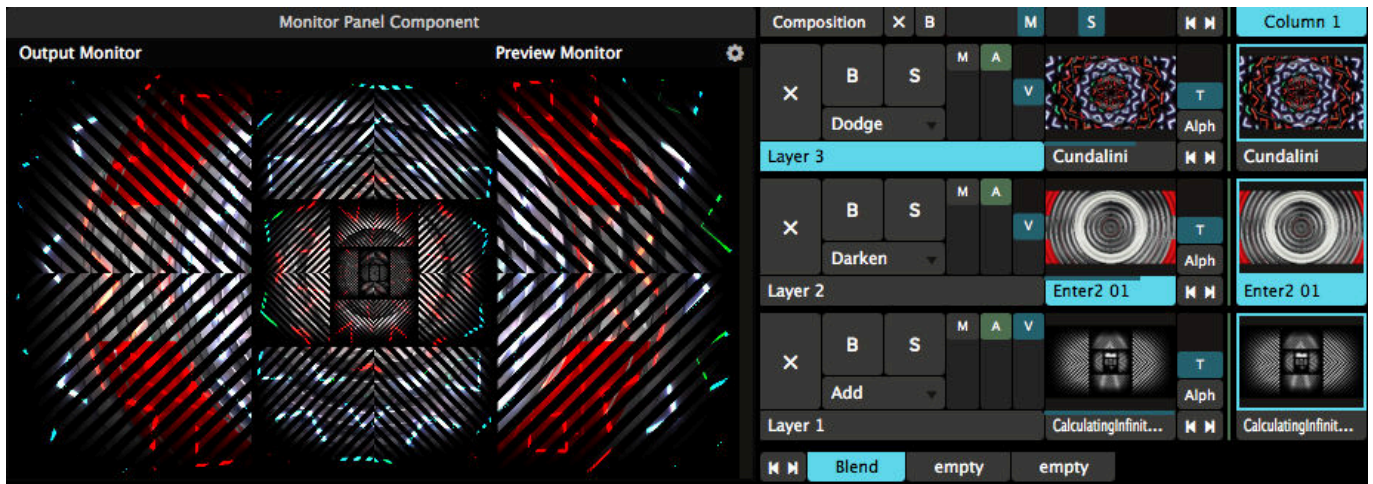 Monitor Panel Component
Output Monitor
Preview Monitor
Composition
B
M
S
Column 1
B
S
M
A
V
Dodge
T
Alph
Layer 3
Cundalini
Cundalini
B
S
M
A
V
Darken
T
Alph
Layer 2
Enter2 01
Enter2 01
B
S
M
A
V
Add
T
Alph
Layer 1
CalculatingInfinit...
CalculatingInfinit...
Blend
empty
empty